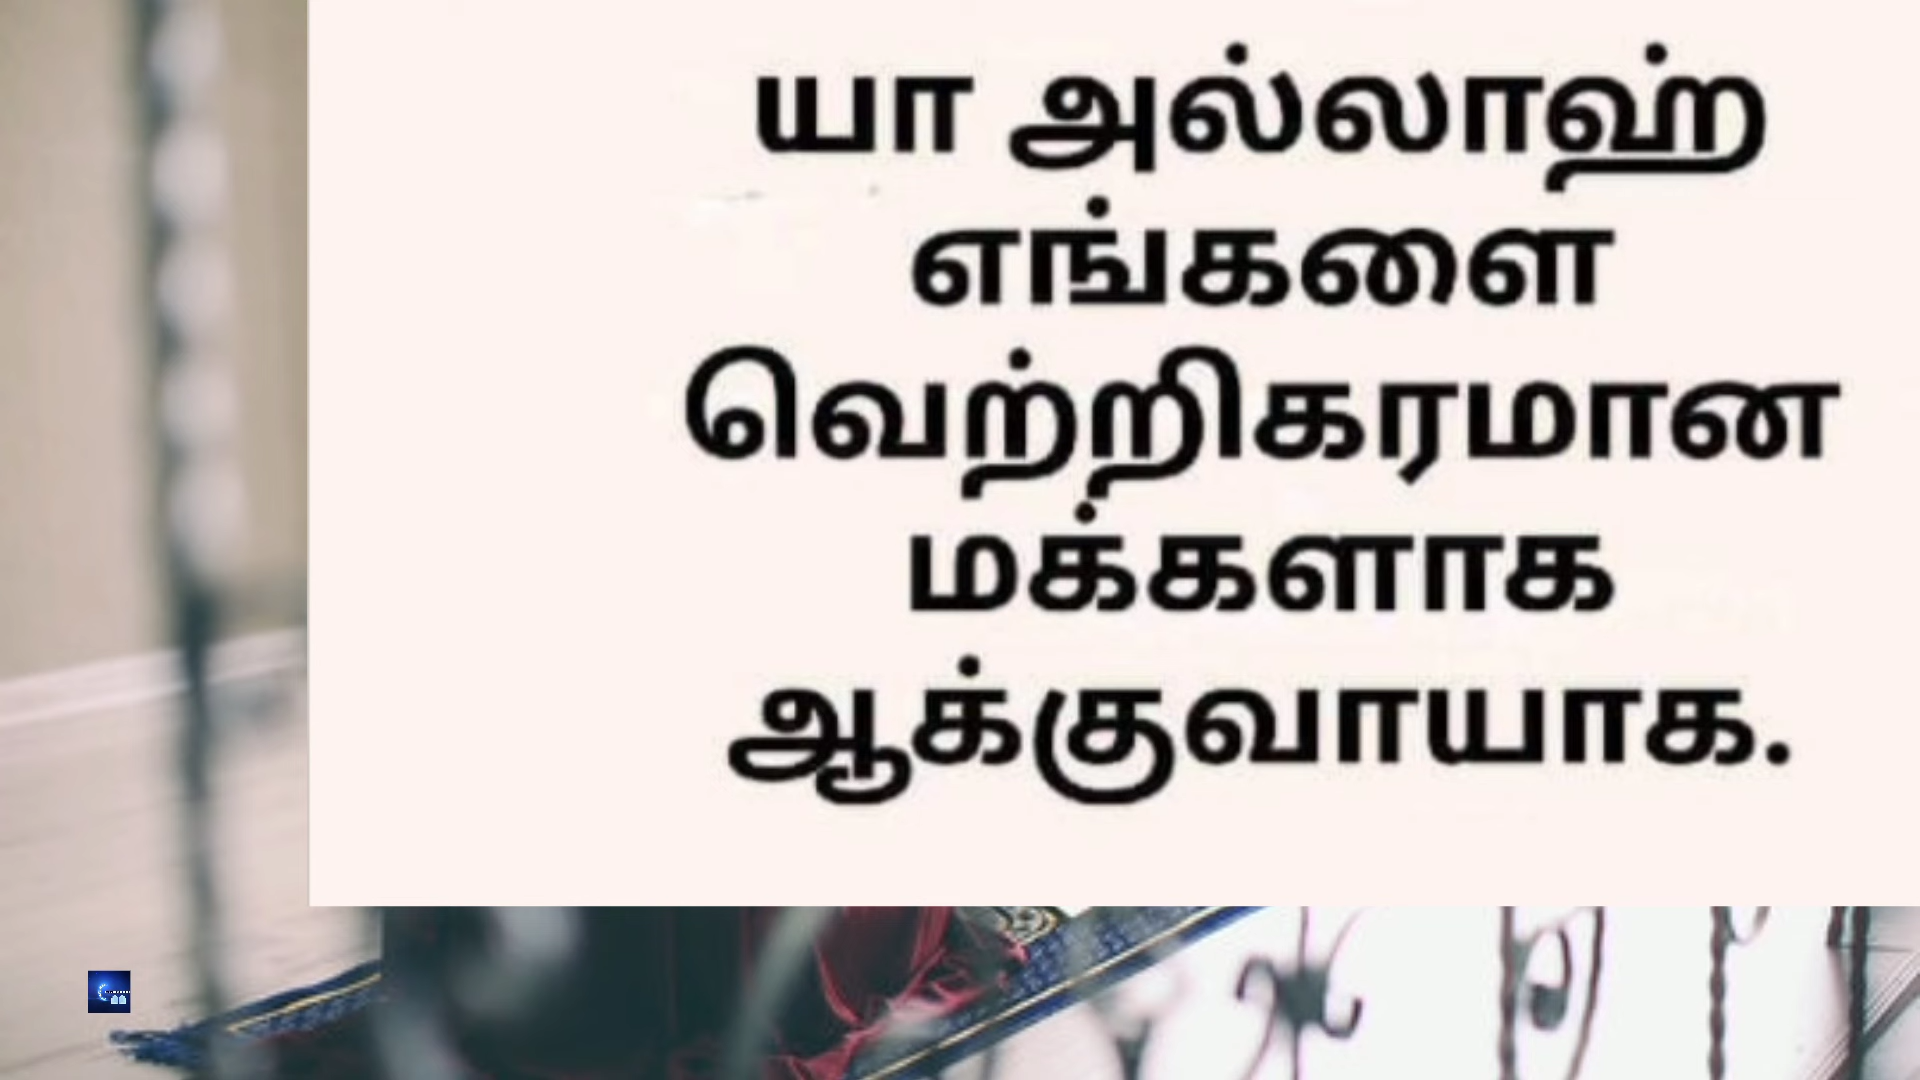 யா அல்லாஹ்
எங்களை
வெற்றிகரமான
மக்களாக
ஆக்குவாயாக.